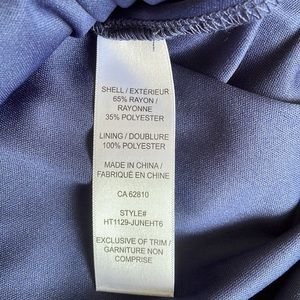 SHELL / EXTÉRIEUR
65% RAYON /
RAYONNE
35% POLYESTER
LINING / DOUBLURE
100% POLYESTER
MADE IN CHINA /
FABRIQUÉ EN CHINE
CA 62810
STYLE#
HT1129-JUNEHT6
EXCLUSIVE OF TRIM /
GARNITURE NON
COMPRISE